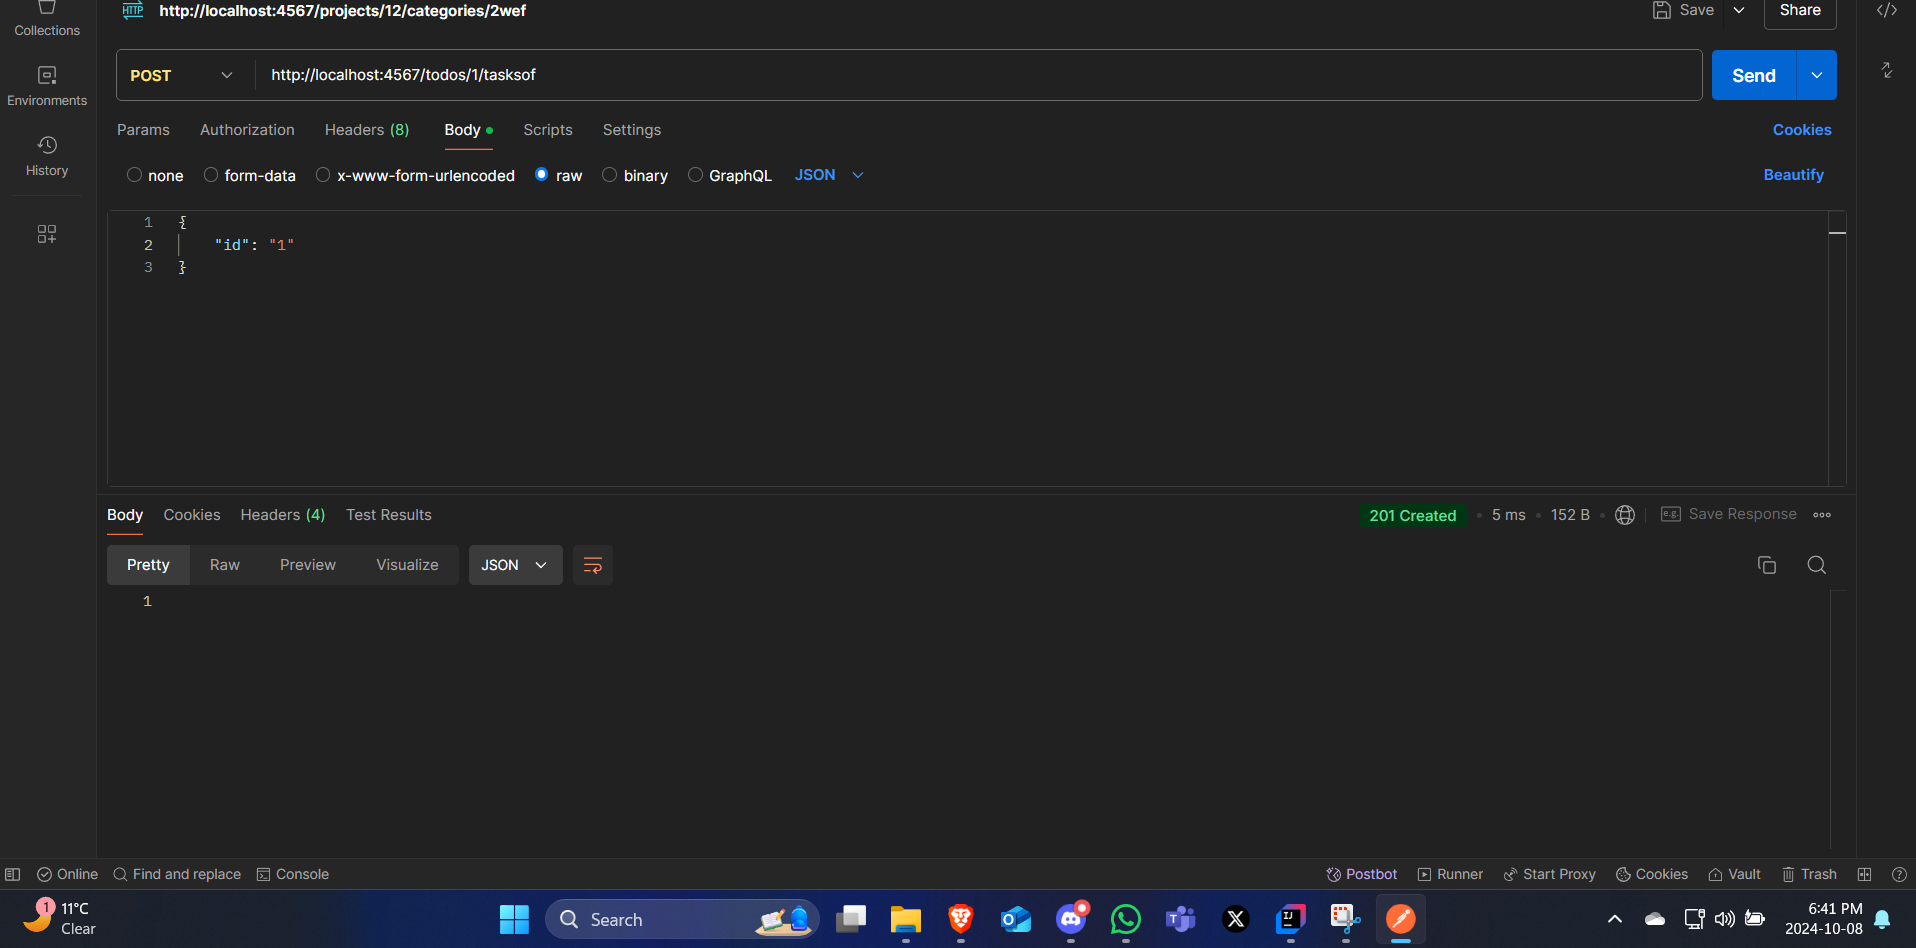 Collections
HTTP http://localhost:4567/projects/12/categories/2wef Save Share
POST http://localhost:4567/todos/1/tasksof Send
Environments
Params Authorization Headers (8) Body Scripts Settings Cookies
History
none form-data x-www-form-urlencoded raw binary GraphQL JSON Beautify
1 {
2 "id": "1"
3 }
Body Cookies Headers (4) Test Results 201 Created 5 ms 152 B e.g. Save Response
Pretty Raw Preview Visualize JSON
1
Online Find and replace Console Postbot Runner Start Proxy Cookies Vault Trash
1 11°C
Clear
Search
6:41 PM
2024-10-08